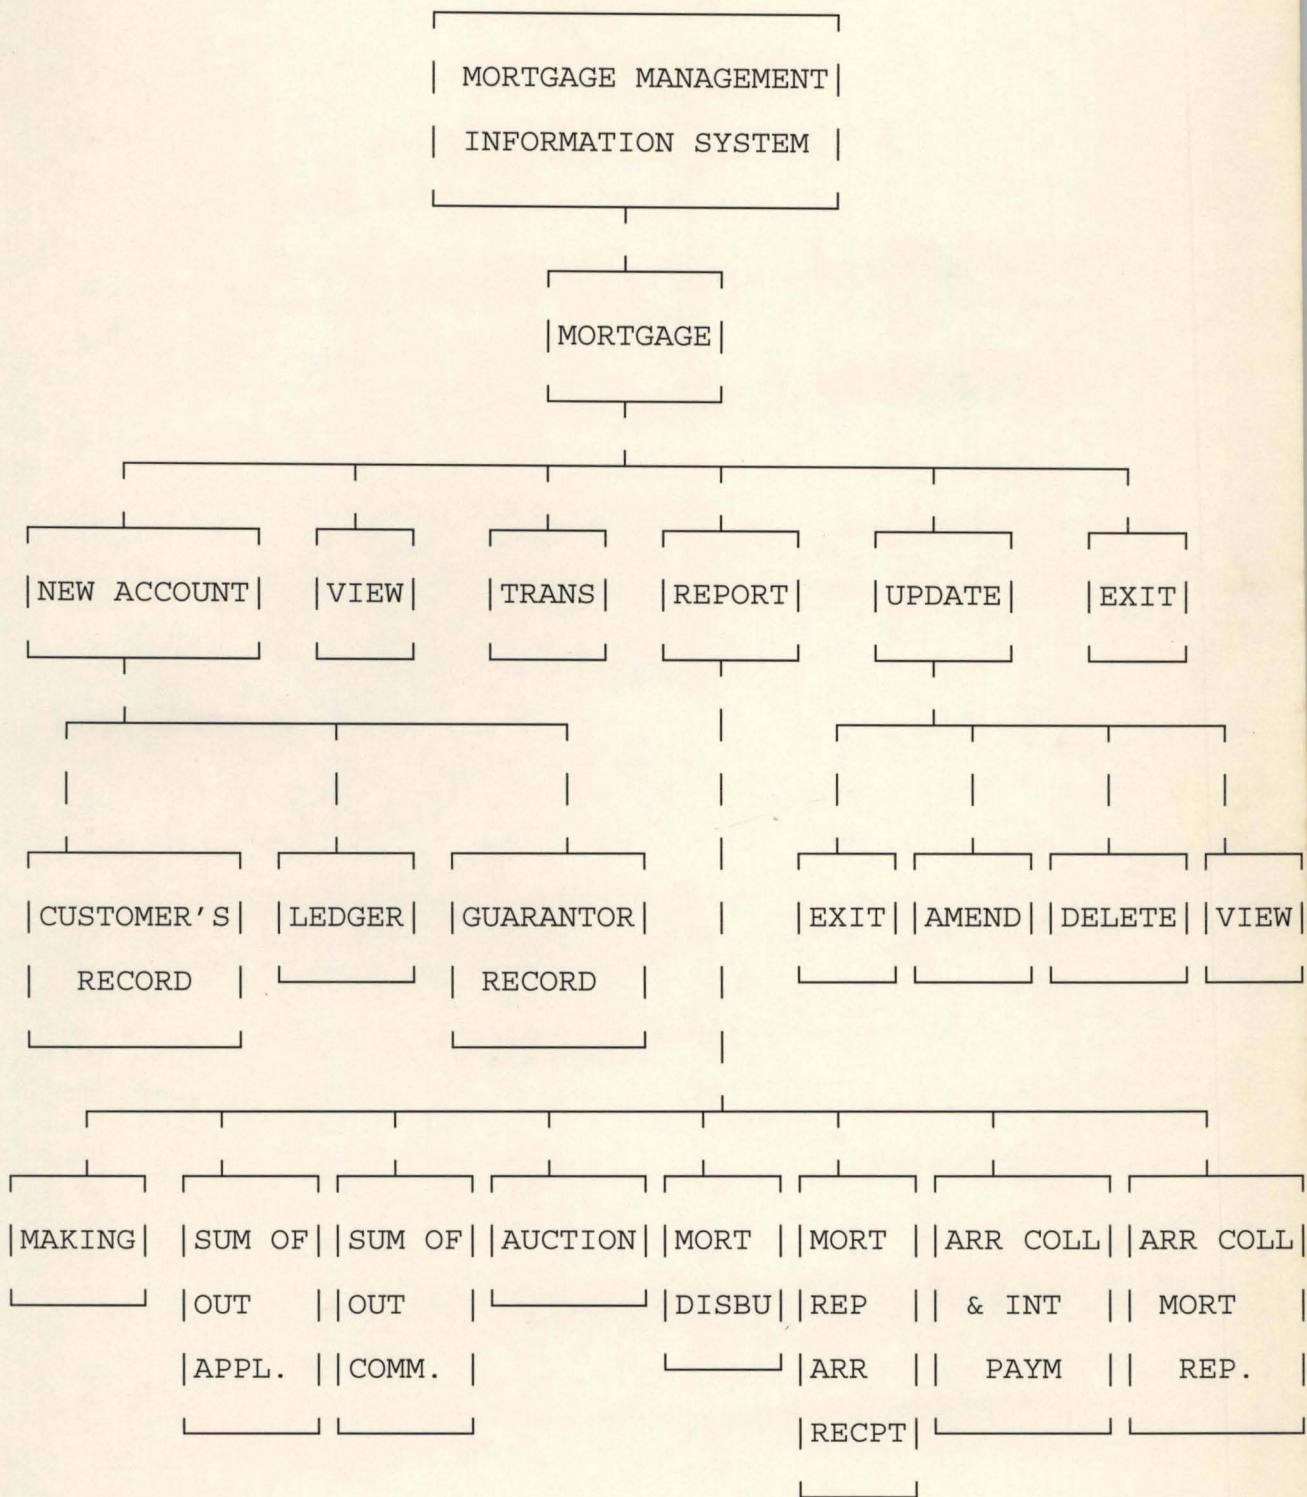 MORTGAGE MANAGEMENT
INFORMATION SYSTEM
MORTGAGE
NEW ACCOUNT VIEW TRANS REPORT UPDATE EXIT
CUSTOMER'S LEDGER GUARANTOR EXIT AMEND DELETE VIEW
RECORD RECORD
MAKING SUM OF SUM OF AUCTION MORT MORT ARR COLL ARR COLL
OUT OUT DISBU REP & INT MORT
APPL. COMM. ARR PAYM REP.
RECPT